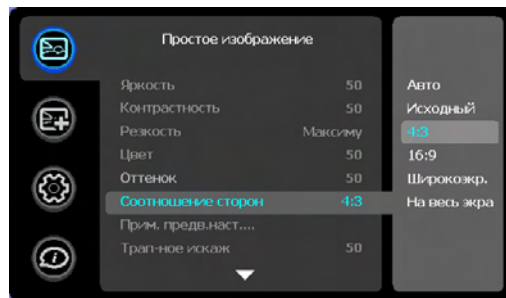 Простое изображение
Яркость 50
Контрастность 50
Резкость Максиму
Цвет 50
Оттенок 50
Соотношение сторон 4:3
Прим. предв.наст....
Трап-ное искаж 50
Авто
Исходный
4:3
16:9
Широкоэкр.
На весь экра